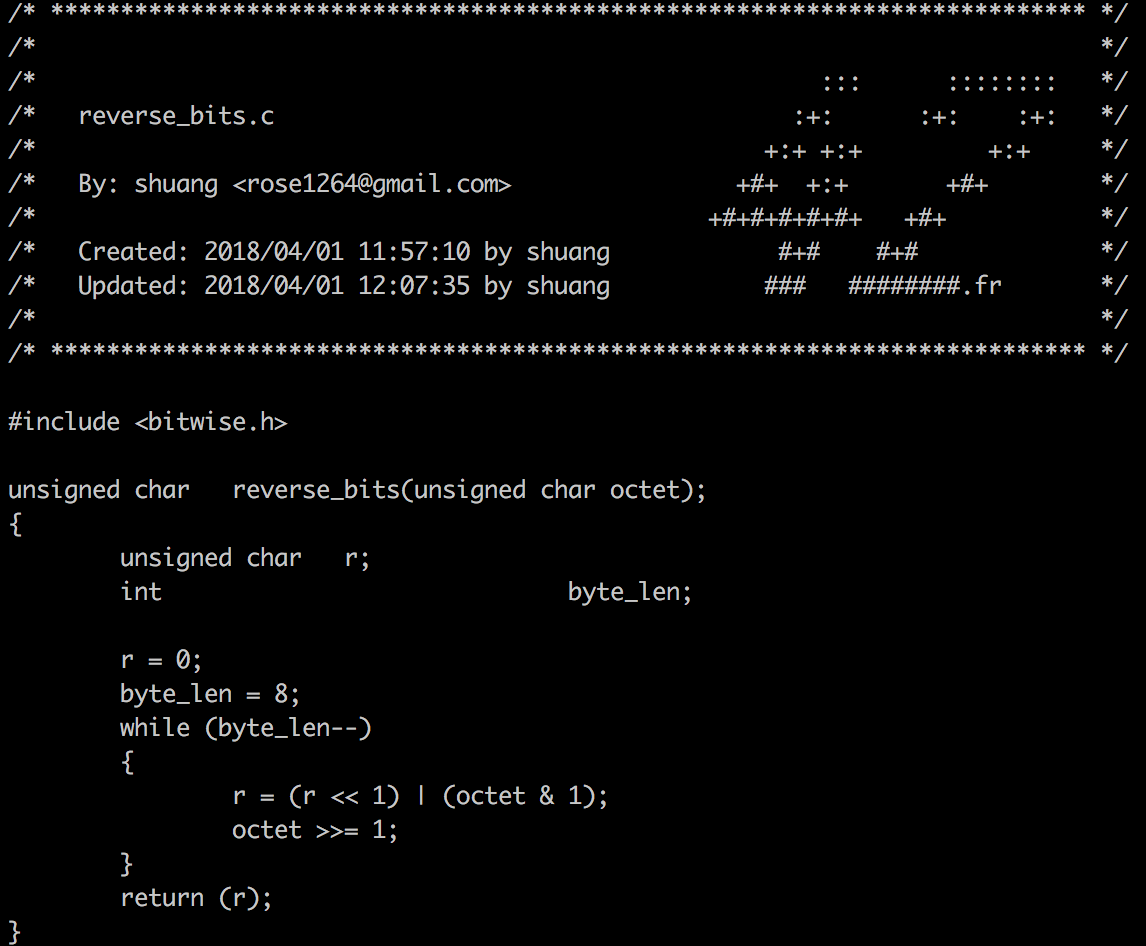 /* ************************************************************************** */
/*                                                                            */
/*                                                        :::      ::::::::   */
/*   reverse_bits.c                                     :+:      :+:    :+:   */
/*                                                    +:+ +:+         +:+     */
/*   By: shuang <rose1264@gmail.com>                +#+  +:+       +#+        */
/*                                                +#+#+#+#+#+   +#+           */
/*   Created: 2018/04/01 11:57:10 by shuang            #+#    #+#             */
/*   Updated: 2018/04/01 12:07:35 by shuang           ###   ########.fr       */
/*                                                                            */
/* ************************************************************************** */

#include <bitwise.h>

unsigned char   reverse_bits(unsigned char octet);
{
        unsigned char   r;
        int                             byte_len;

        r = 0;
        byte_len = 8;
        while (byte_len--)
        {
                r = (r << 1) | (octet & 1);
                octet >>= 1;
        }
        return (r);
}